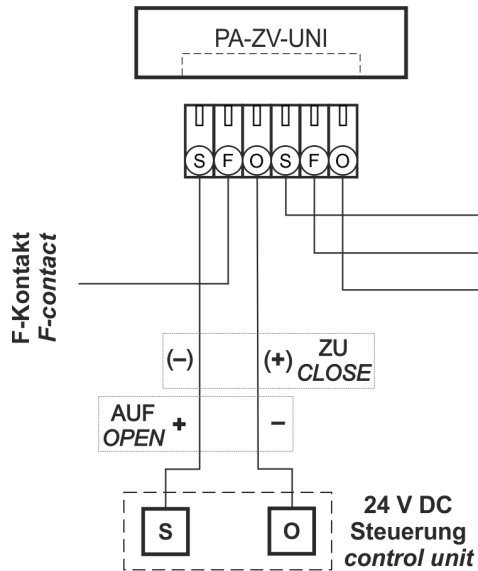 PA-ZV-UNI
S F O S F O
F-Kontakt
F-contact
(–) (+) ZU
CLOSE
AUF + –
OPEN
S O
24 V DC
Steuerung
control unit